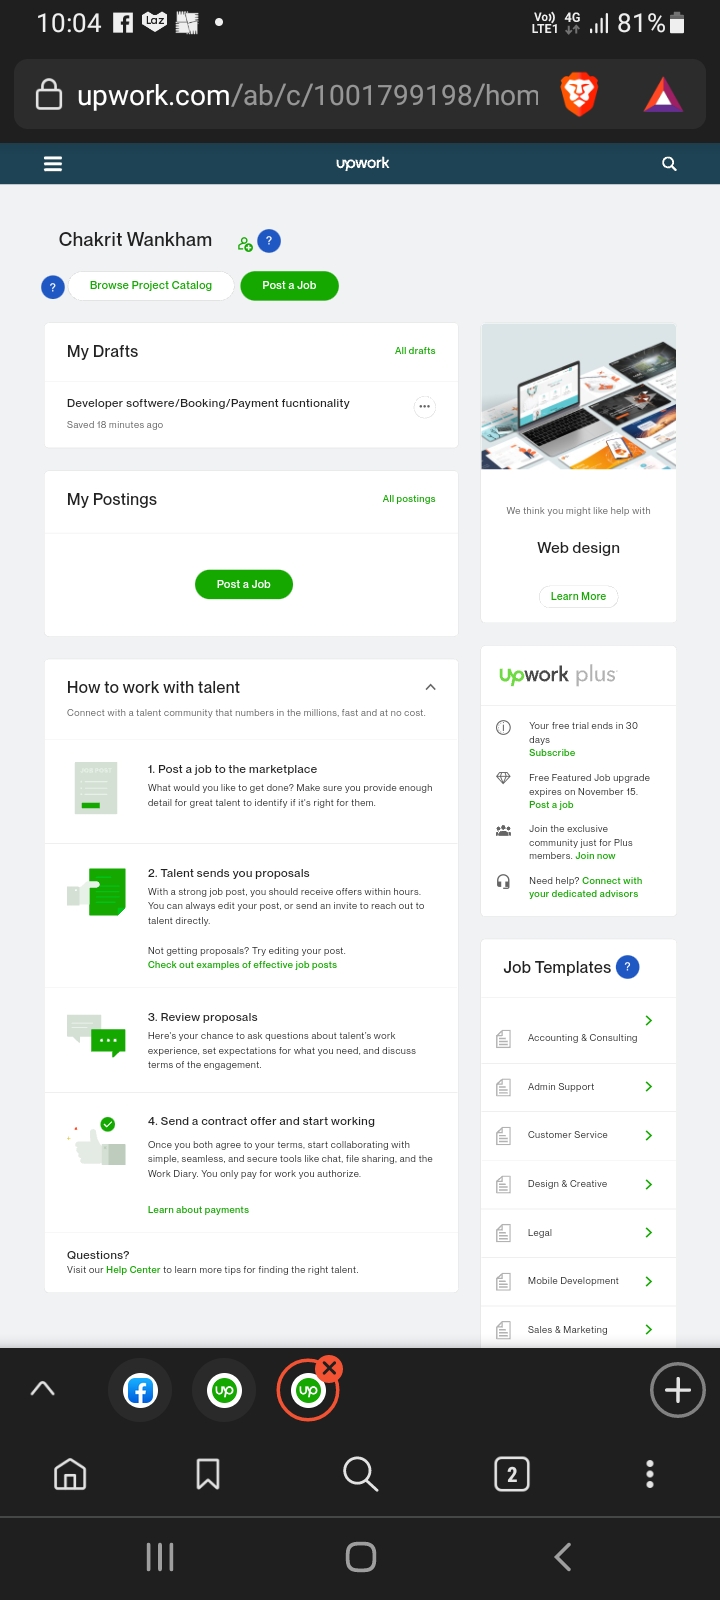 10:04
Laz
Vo)) LTE1
4G
81%
upwork.com/ab/c/1001799198/hom
upwork
Chakrit Wankham
?
?
Browse Project Catalog
Post a Job
My Drafts
All drafts
Developer softwere/Booking/Payment fucntionality
Saved 18 minutes ago
My Postings
All postings
Post a Job
How to work with talent
Connect with a talent community that numbers in the millions, fast and at no cost.
JOB POST
1. Post a job to the marketplace
What would you like to get done? Make sure you provide enough
detail for great talent to identify if it's right for them.
2. Talent sends you proposals
With a strong job post, you should receive offers within hours.
You can always edit your post, or send an invite to reach out to
talent directly.
Not getting proposals? Try editing your post.
Check out examples of effective job posts
3. Review proposals
Here's your chance to ask questions about talent's work
experience, set expectations for what you need, and discuss
terms of the engagement.
4. Send a contract offer and start working
Once you both agree to your terms, start collaborating with
simple, seamless, and secure tools like chat, file sharing, and the
Work Diary. You only pay for work you authorize.
Learn about payments
Questions?
Visit our Help Center to learn more tips for finding the right talent.
We think you might like help with
Web design
Learn More
upwork plus
Your free trial ends in 30
days
Subscribe
Free Featured Job upgrade
expires on November 15.
Post a job
Join the exclusive
community just for Plus
members. Join now
Need help? Connect with
your dedicated advisors
Job Templates
?
Accounting & Consulting
Admin Support
Customer Service
Design & Creative
Legal
Mobile Development
Sales & Marketing
up
up
2